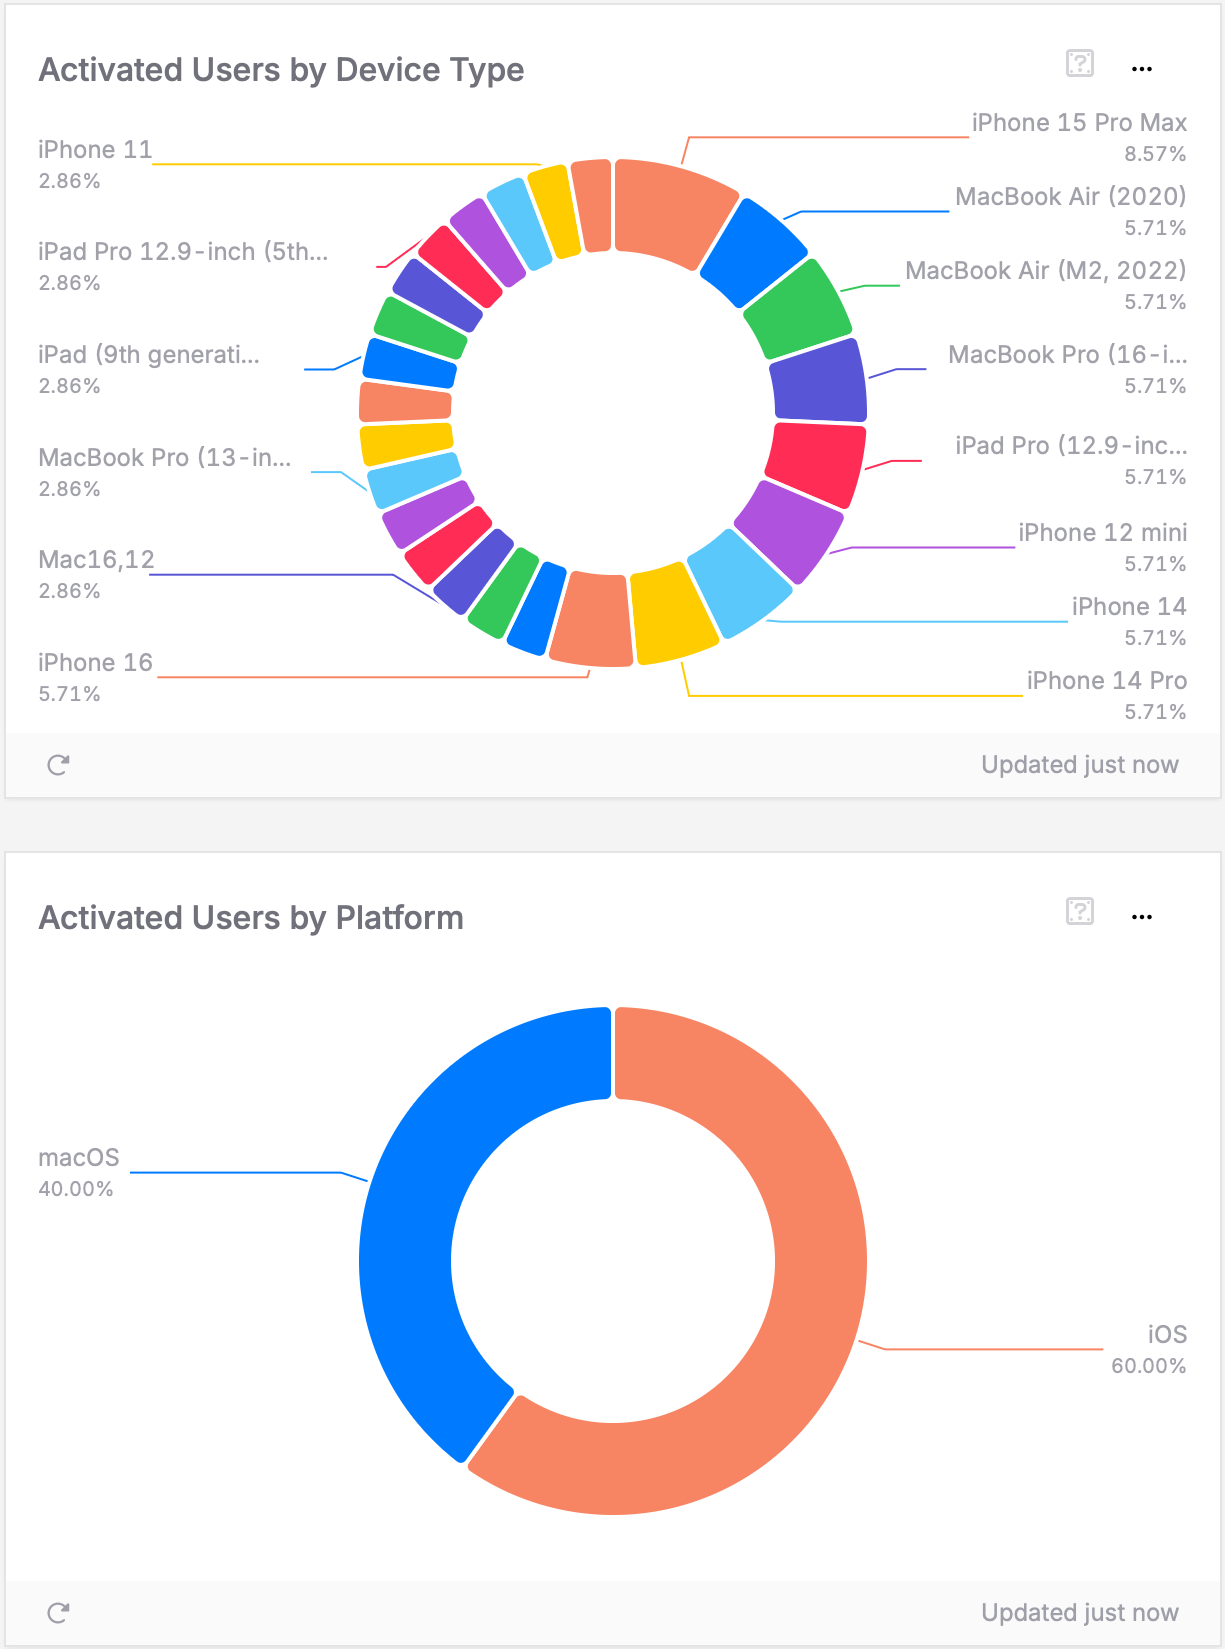 Activated Users by Device Type
iPhone 15 Pro Max
8.57%
MacBook Air (2020)
5.71%
MacBook Air (M2, 2022)
5.71%
MacBook Pro (16-i...
5.71%
iPad Pro (12.9-inc...
5.71%
iPhone 12 mini
5.71%
iPhone 14
5.71%
iPhone 14 Pro
5.71%
iPhone 11
2.86%
iPad Pro 12.9-inch (5th...
2.86%
iPad (9th generati...
2.86%
MacBook Pro (13-in...
2.86%
Mac16,12
2.86%
iPhone 16
5.71%
Updated just now
Activated Users by Platform
macOS
40.00%
iOS
60.00%
Updated just now